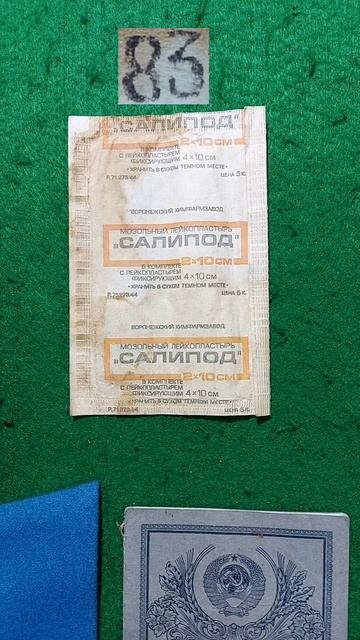 83
„САЛИПОД"
2×10 СМ
В КОМПЛЕКТЕ
С ЛЕЙКОПЛАСТЫРЕМ
ФИКСИРУЮЩИМ 4×10 СМ
• ХРАНИТЬ В СУХОМ ТЕМНОМ МЕСТЕ •
Р.71.273.44 ЦЕНА 5 К.
ВОРОНЕЖСКИЙ ХИМФАРМЗАВОД
МОЗОЛЬНЫЙ ЛЕЙКОПЛАСТЫРЬ
„САЛИПОД"
2×10 СМ
В КОМПЛЕКТЕ
С ЛЕЙКОПЛАСТЫРЕМ
ФИКСИРУЮЩИМ 4×10 СМ
• ХРАНИТЬ В СУХОМ ТЕМНОМ МЕСТЕ •
Р.71.273.44 ЦЕНА 5 К.
ВОРОНЕЖСКИЙ ХИМФАРМЗАВОД
МОЗОЛЬНЫЙ ЛЕЙКОПЛАСТЫРЬ
„САЛИПОД"
2×10 СМ
В КОМПЛЕКТЕ
С ЛЕЙКОПЛАСТЫРЕМ
ФИКСИРУЮЩИМ 4×10 СМ
• ХРАНИТЬ В СУХОМ ТЕМНОМ МЕСТЕ •
Р.71.273.44 ЦЕНА 5 К.